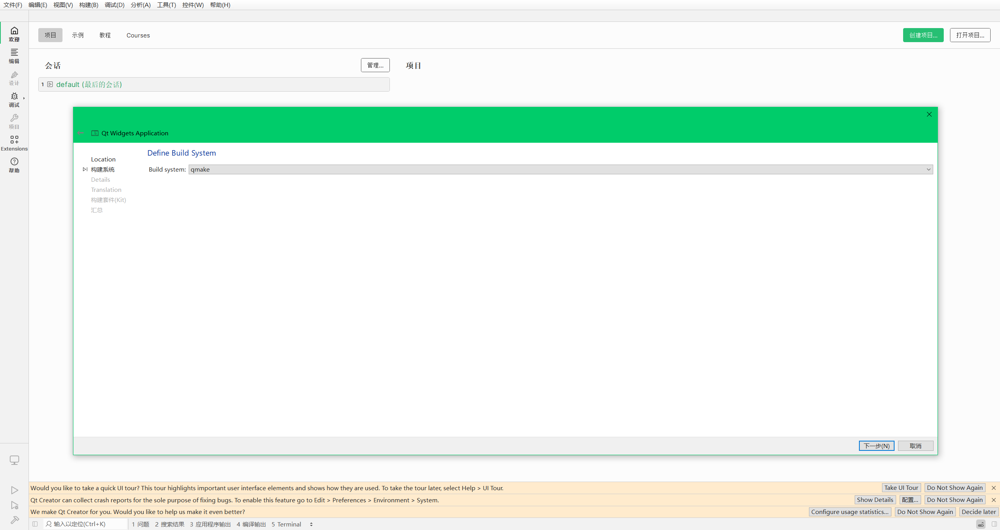 文件(F) 编辑(E) 视图(V) 构建(B) 调试(D) 分析(A) 工具(T) 控件(W) 帮助(H)
欢迎
编辑
设计
调试
项目
Extensions
帮助
项目 示例 教程 Courses 创建项目... 打开项目...
会话 管理... 项目
1 default (最后的会话)
Qt Widgets Application
Location
构建系统
Details
Translation
构建套件(Kit)
汇总
Define Build System
Build system: qmake
下一步(N) 取消
Would you like to take a quick UI tour? This tour highlights important user interface elements and shows how they are used. To take the tour later, select Help > UI Tour. Take UI Tour Do Not Show Again
Qt Creator can collect crash reports for the sole purpose of fixing bugs. To enable this feature go to Edit > Preferences > Environment > System. Show Details 配置... Do Not Show Again
We make Qt Creator for you. Would you like to help us make it even better? Configure usage statistics... Do Not Show Again Decide later
输入以定位(Ctrl+K) 1 问题 2 搜索结果 3 应用程序输出 4 编译输出 5 Terminal